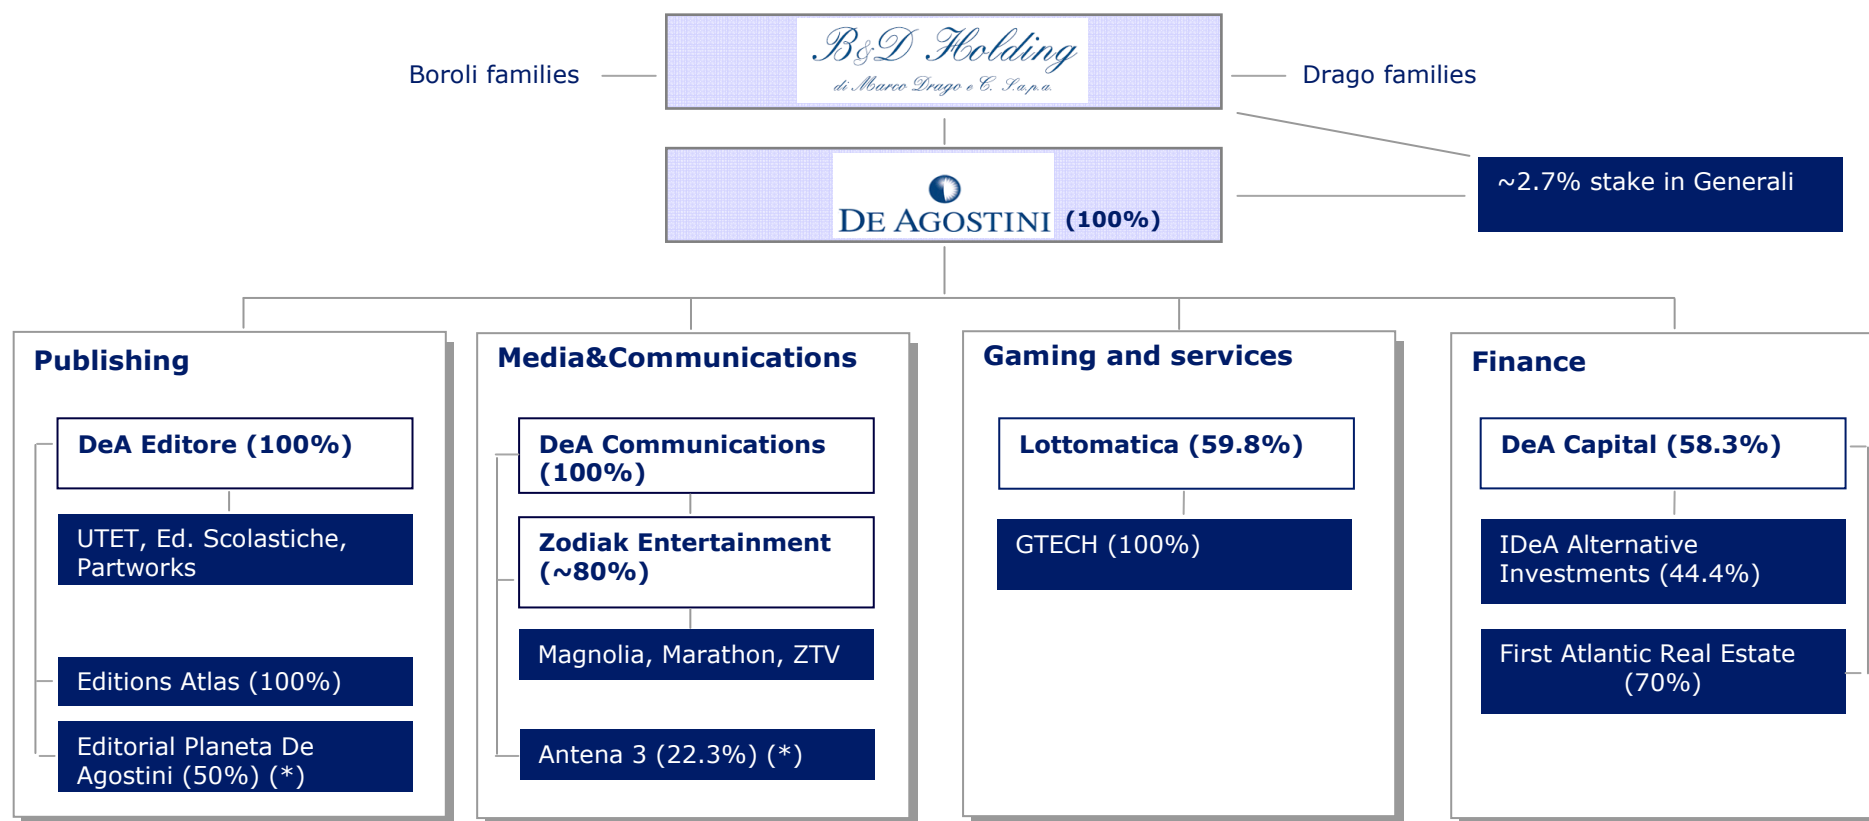 B&D Holding
di Marco Drago e C. S.a.p.a.
Boroli families
Drago families
DE AGOSTINI (100%)
~2.7% stake in Generali
Publishing
DeA Editore (100%)
UTET, Ed. Scolastiche,
Partworks
Editions Atlas (100%)
Editorial Planeta De
Agostini (50%) (*)
Media&Communications
DeA Communications
(100%)
Zodiak Entertainment
(~80%)
Magnolia, Marathon, ZTV
Antena 3 (22.3%) (*)
Gaming and services
Lottomatica (59.8%)
GTECH (100%)
Finance
DeA Capital (58.3%)
IDeA Alternative
Investments (44.4%)
First Atlantic Real Estate
(70%)